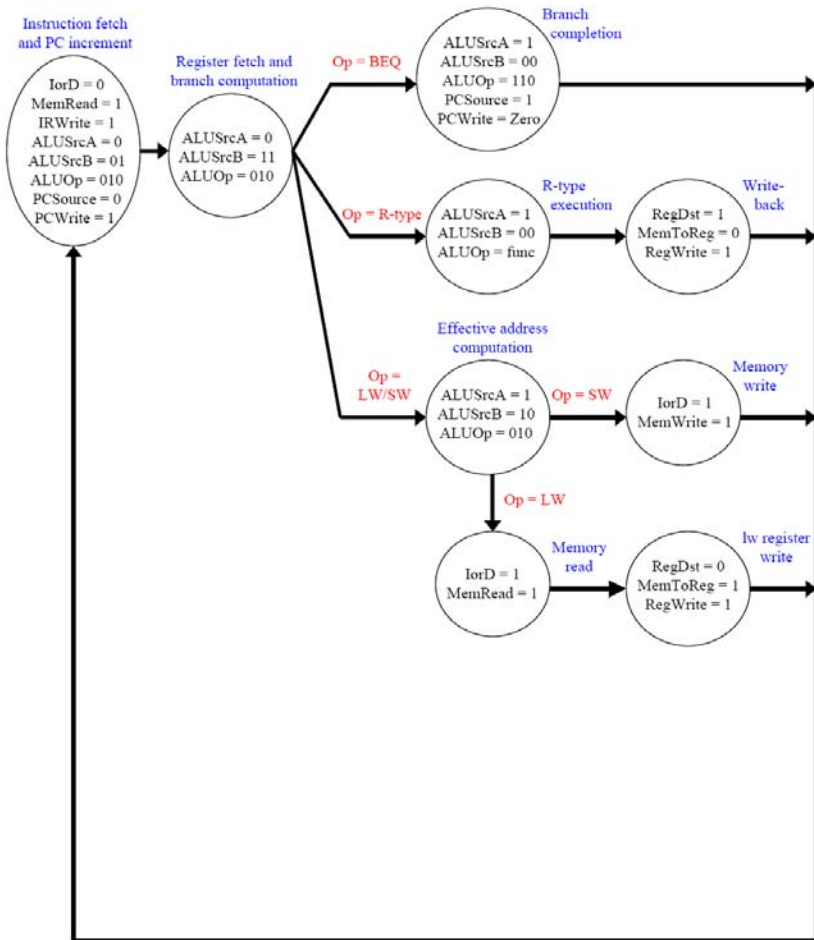 Instruction fetch
and PC increment
IorD = 0
MemRead = 1
IRWrite = 1
ALUSrcA = 0
ALUSrcB = 01
ALUOp = 010
PCSource = 0
PCWrite = 1
Register fetch and
branch computation
ALUSrcA = 0
ALUSrcB = 11
ALUOp = 010
Op = BEQ
Branch
completion
ALUSrcA = 1
ALUSrcB = 00
ALUOp = 110
PCSource = 1
PCWrite = Zero
Op = R-type
R-type
execution
ALUSrcA = 1
ALUSrcB = 00
ALUOp = func
Write-
back
RegDst = 1
MemToReg = 0
RegWrite = 1
Op =
LW/SW
Effective address
computation
ALUSrcA = 1
ALUSrcB = 10
ALUOp = 010
Op = SW
Memory
write
IorD = 1
MemWrite = 1
Op = LW
Memory
read
IorD = 1
MemRead = 1
lw register
write
RegDst = 0
MemToReg = 1
RegWrite = 1